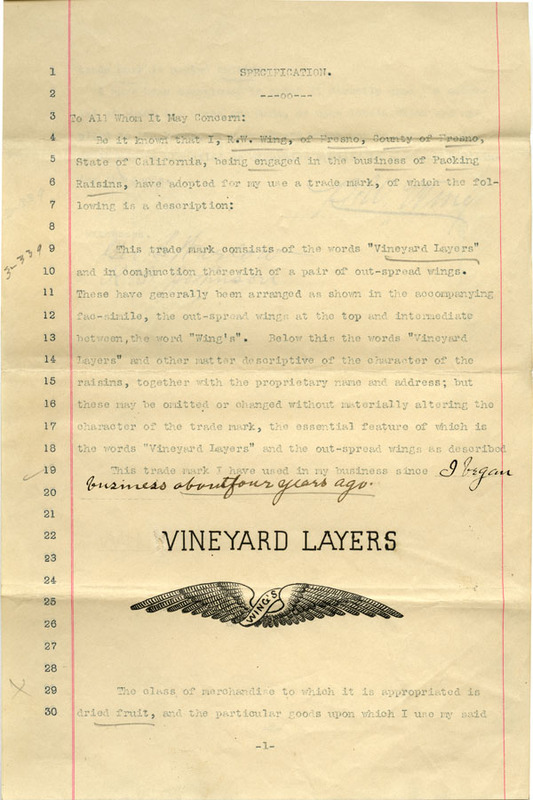 1 SPECIFICATION.
2 ---oo---
3 To All Whom It May Concern:
4 Be it known that I, R.W. Wing, of Fresno, County of Fresno,
5 State of California, being engaged in the business of Packing
6 Raisins, have adopted for my use a trade mark, of which the fol-
7 lowing is a description:
8
9 This trade mark consists of the words "Vineyard Layers"
3-339
10 and in conjunction therewith of a pair of out-spread wings.
11 These have generally been arranged as shown in the accompanying
12 fac-simile, the out-spread wings at the top and intermediate
13 between, the word "Wing's". Below this the words "Vineyard
14 Layers" and other matter descriptive of the character of the
15 raisins, together with the proprietary name and address; but
16 these may be omitted or changed without materially altering the
17 character of the trade mark, the essential feature of which is
18 the words "Vineyard Layers" and the out-spread wings as described
19 This trade mark I have used in my business since I began
20 business about four years ago.
21
22 VINEYARD LAYERS
23
24
25 WING'S
26
27
28
29 The class of merchandise to which it is appropriated is
30 dried fruit, and the particular goods upon which I use my said
-1-